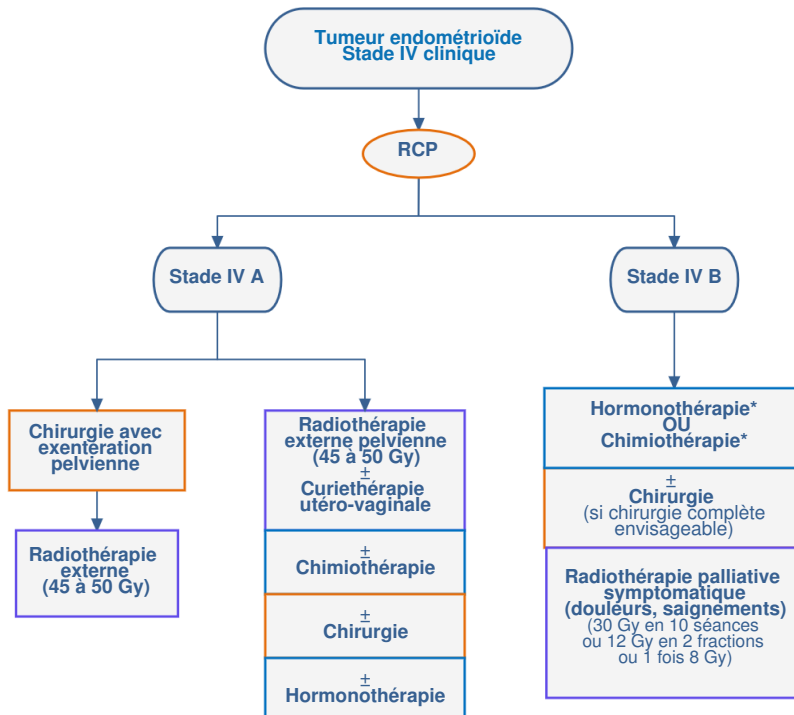 Tumeur endométrioïde
Stade IV clinique
RCP
Stade IV A
Stade IV B
Chirurgie avec
exentération
pelvienne
Radiothérapie
externe
(45 à 50 Gy)
Radiothérapie
externe pelvienne
(45 à 50 Gy)
±
Curiethérapie
utéro-vaginale
±
Chimiothérapie
±
Chirurgie
±
Hormonothérapie
Hormonothérapie*
OU
Chimiothérapie*
±
Chirurgie
(si chirurgie complète
envisageable)
Radiothérapie palliative
symptomatique
(douleurs, saignements)
(30 Gy en 10 séances
ou 12 Gy en 2 fractions
ou 1 fois 8 Gy)